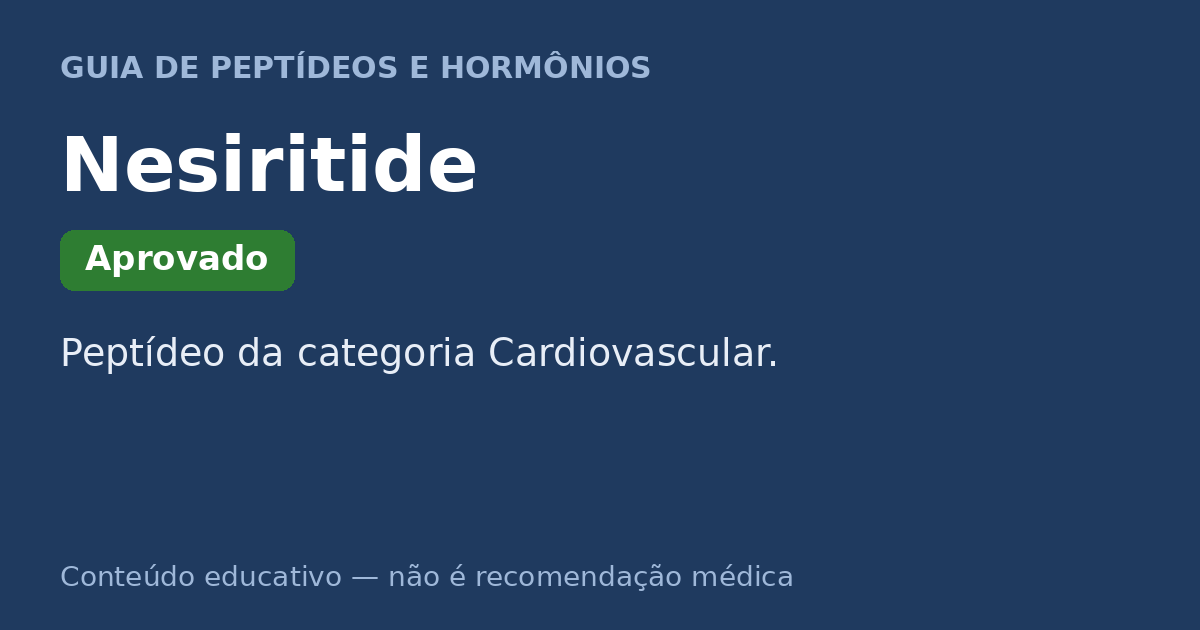 GUIA DE PEPTÍDEOS E HORMÔNIOS
Nesiritide
Aprovado
Peptídeo da categoria Cardiovascular.
Conteúdo educativo — não é recomendação médica